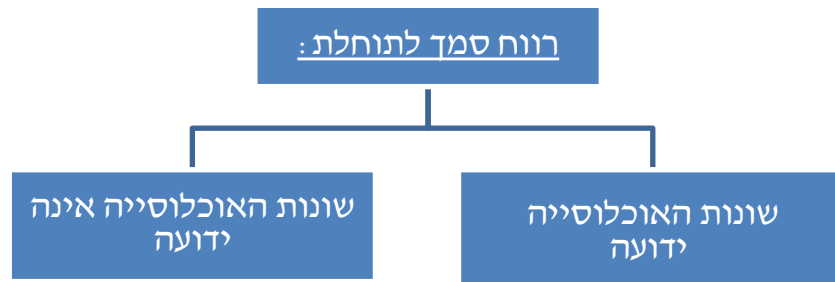 רווח סמך לתוחלת :
שונות האוכלוסייה
ידועה
שונות האוכלוסייה אינה
ידועה